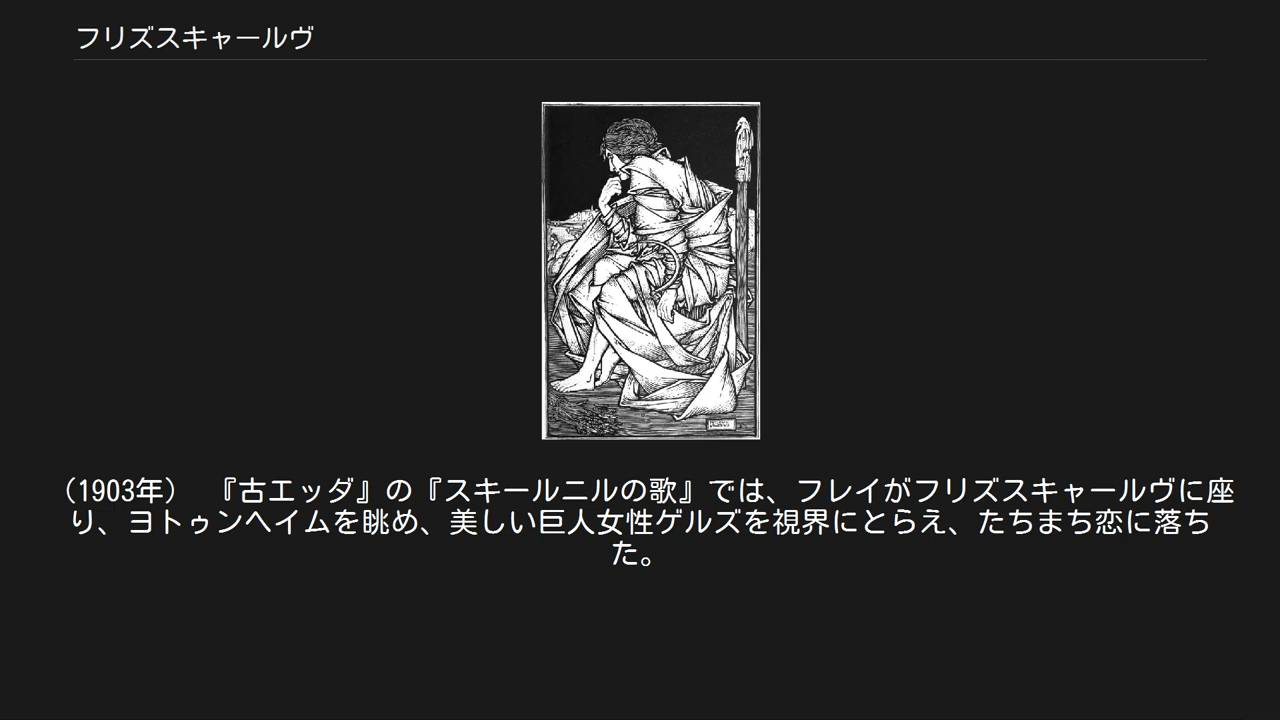 フリズスキャールヴ
（1903年）　『古エッダ』の『スキールニルの歌』では、フレイがフリズスキャールヴに座
り、ヨトゥンヘイムを眺め、美しい巨人女性ゲルズを視界にとらえ、たちまち恋に落ち
た。